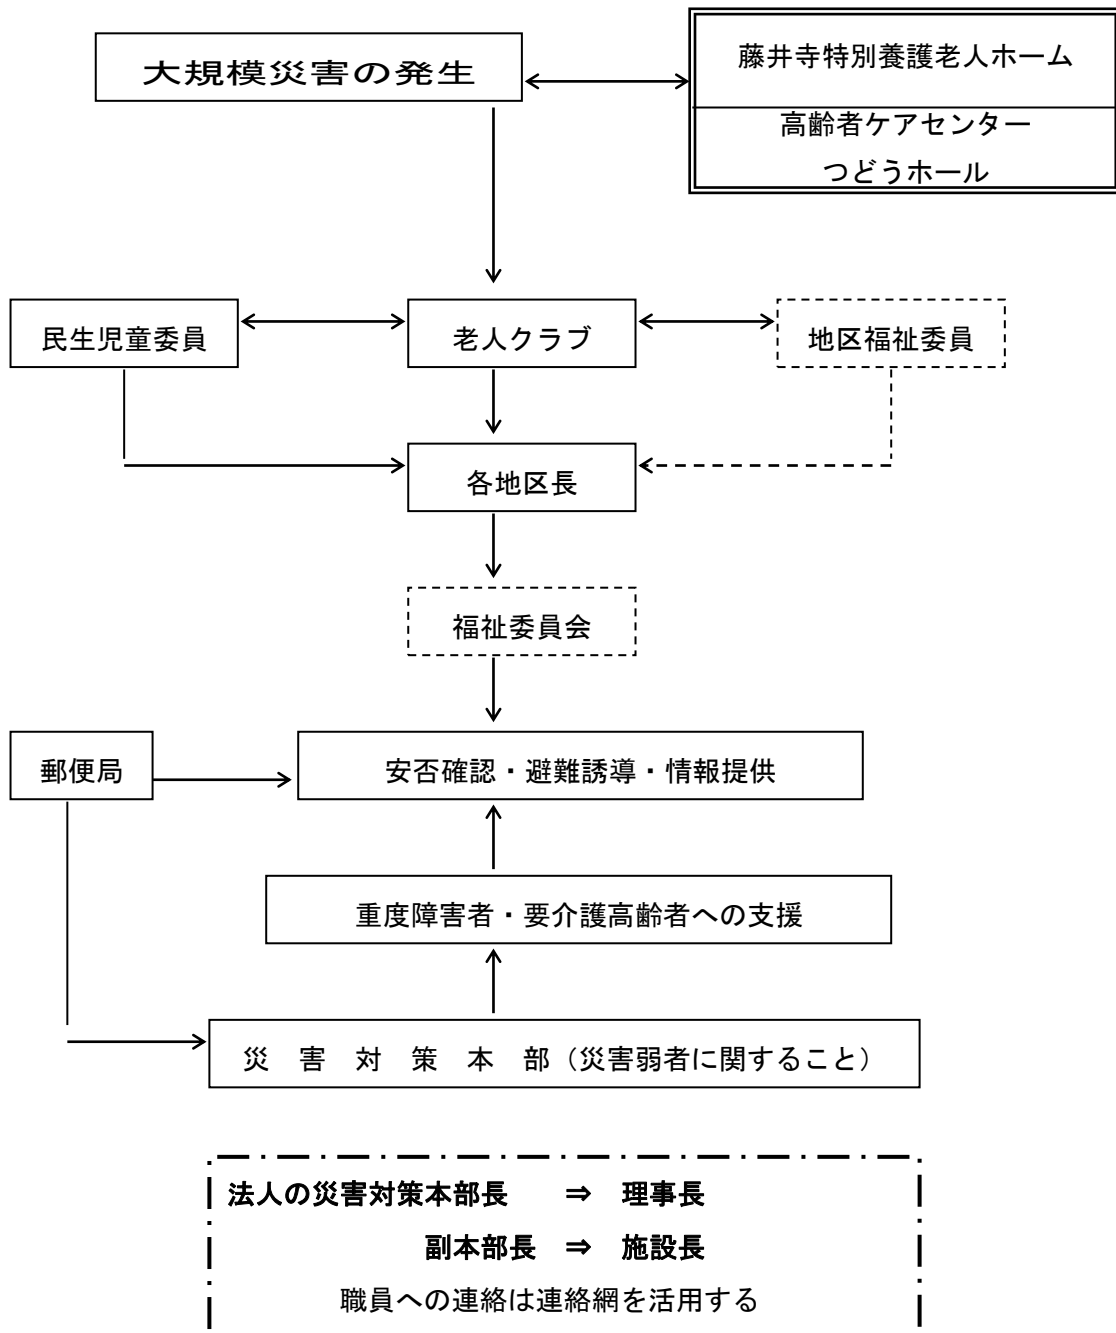 大規模災害の発生
藤井寺特別養護老人ホーム
高齢者ケアセンター
つどうホール
民生児童委員
老人クラブ
地区福祉委員
各地区長
福祉委員会
郵便局
安否確認・避難誘導・情報提供
重度障害者・要介護高齢者への支援
災　害　対　策　本　部（災害弱者に関すること）
法人の災害対策本部長　　⇒　理事長
副本部長　⇒　施設長
職員への連絡は連絡網を活用する